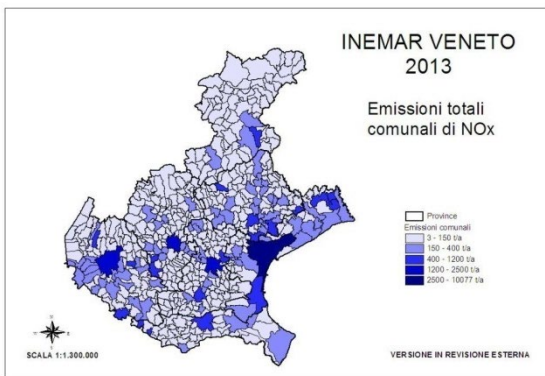 INEMAR VENETO
2013
Emissioni totali
comunali di NOx
Province
Emissioni comunali
3 - 150 t/a
150 - 400 t/a
400 - 1200 t/a
1200 - 2500 t/a
2500 - 10077 t/a
SCALA 1:1.300.000
VERSIONE IN REVISIONE ESTERNA